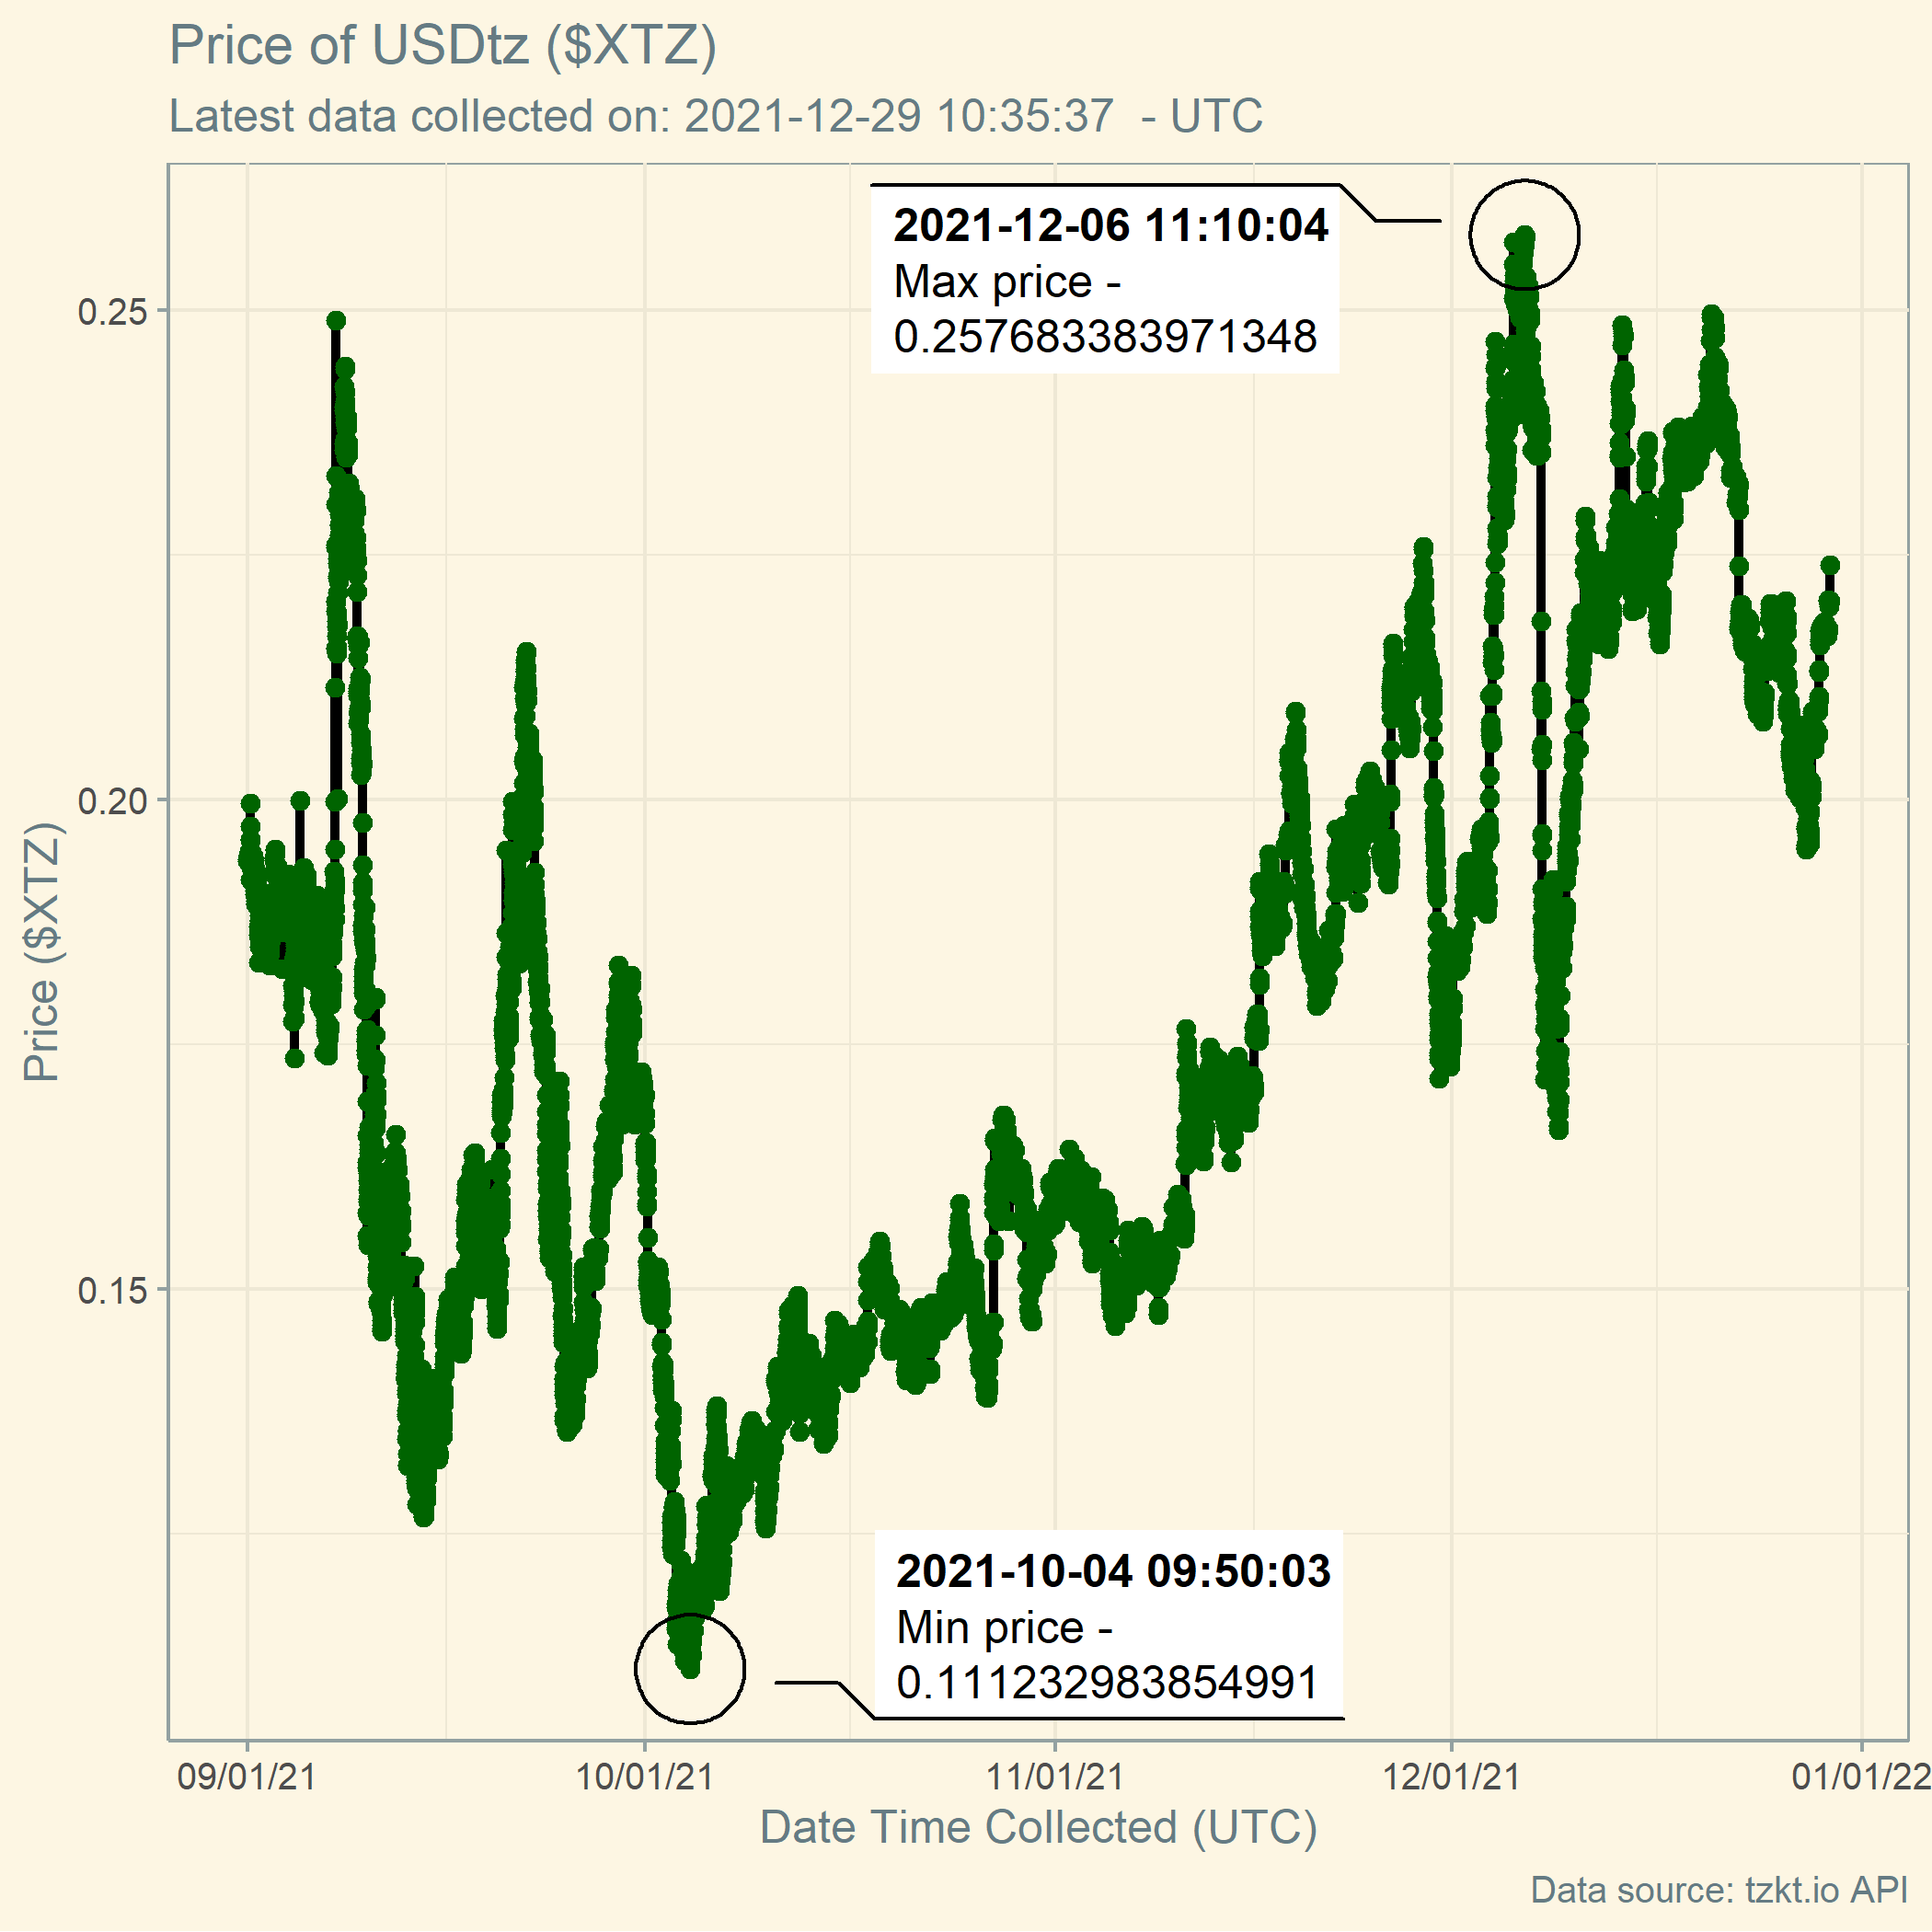 Price of USDtz ($XTZ)
Latest data collected on: 2021-12-29 10:35:37  - UTC
2021-12-06 11:10:04
Max price -
0.257683383971348
0.25
0.20
0.15
Price ($XTZ)
2021-10-04 09:50:03
Min price -
0.111232983854991
09/01/21
10/01/21
11/01/21
12/01/21
01/01/22
Date Time Collected (UTC)
Data source: tzkt.io API